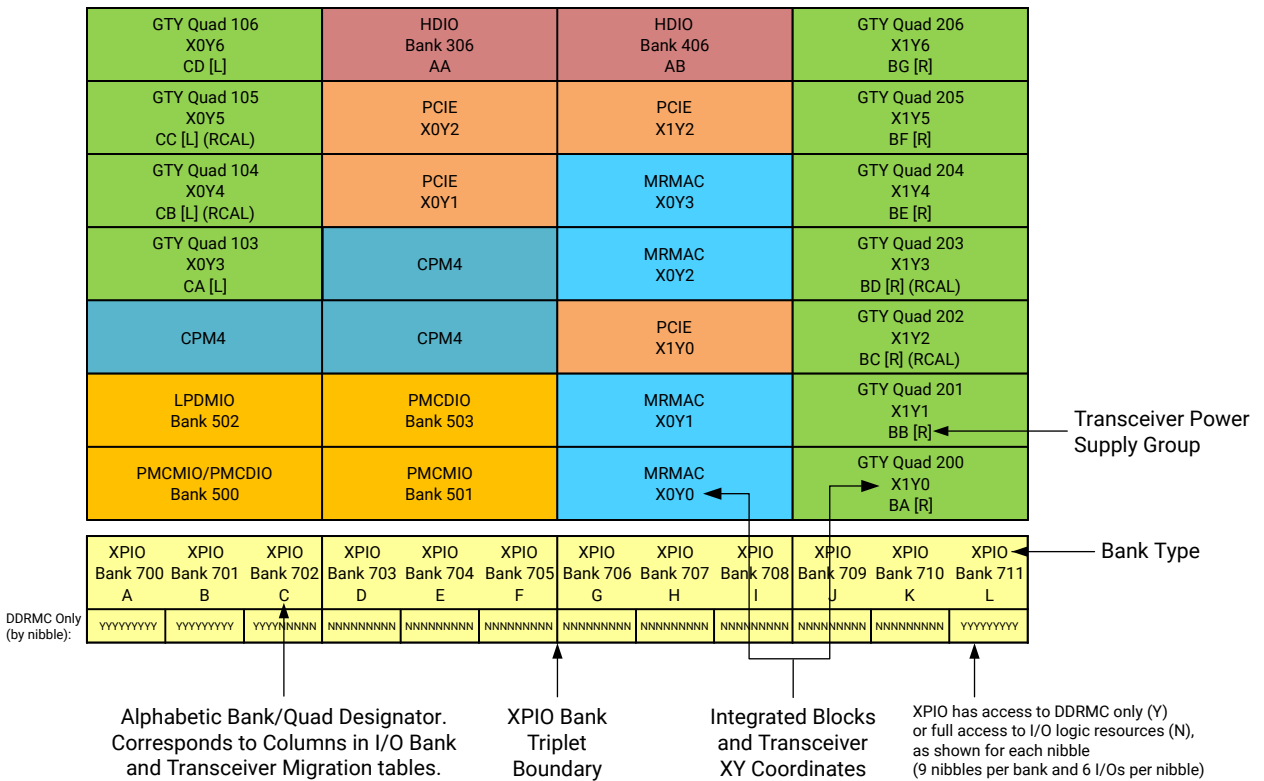 GTY Quad 106
X0Y6
CD [L]
HDIO
Bank 306
AA
HDIO
Bank 406
AB
GTY Quad 206
X1Y6
BG [R]
GTY Quad 105
X0Y5
CC [L] (RCAL)
PCIE
X0Y2
PCIE
X1Y2
GTY Quad 205
X1Y5
BF [R]
GTY Quad 104
X0Y4
CB [L] (RCAL)
PCIE
X0Y1
MRMAC
X0Y3
GTY Quad 204
X1Y4
BE [R]
GTY Quad 103
X0Y3
CA [L]
CPM4
MRMAC
X0Y2
GTY Quad 203
X1Y3
BD [R] (RCAL)
CPM4
CPM4
PCIE
X1Y0
GTY Quad 202
X1Y2
BC [R] (RCAL)
LPDMIO
Bank 502
PMCDIO
Bank 503
MRMAC
X0Y1
GTY Quad 201
X1Y1
BB [R]
Transceiver Power
Supply Group
PMCMIO/PMCDIO
Bank 500
PMCMIO
Bank 501
MRMAC
X0Y0
GTY Quad 200
X1Y0
BA [R]
XPIO XPIO XPIO XPIO XPIO XPIO XPIO XPIO XPIO XPIO XPIO XPIO
Bank 700 Bank 701 Bank 702 Bank 703 Bank 704 Bank 705 Bank 706 Bank 707 Bank 708 Bank 709 Bank 710 Bank 711
A B C D E F G H I J K L
Bank Type
DDRMC Only
(by nibble):
YYYYYYYYY YYYYYYYYY YYYYNNNNN NNNNNNNNN NNNNNNNNN NNNNNNNNN NNNNNNNNN NNNNNNNNN NNNNNNNNN NNNNNNNNN NNNNNNNNN YYYYYYYYY
Alphabetic Bank/Quad Designator.
Corresponds to Columns in I/O Bank
and Transceiver Migration tables.
XPIO Bank
Triplet
Boundary
Integrated Blocks
and Transceiver
XY Coordinates
XPIO has access to DDRMC only (Y)
or full access to I/O logic resources (N),
as shown for each nibble
(9 nibbles per bank and 6 I/Os per nibble)